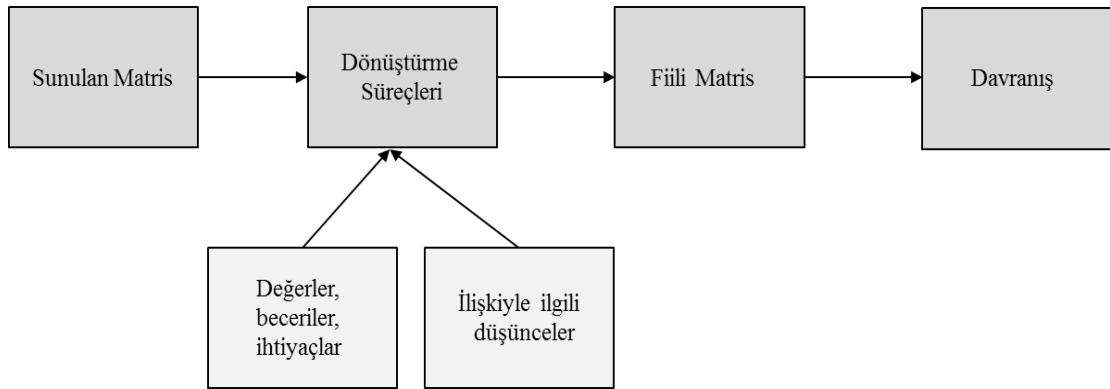 Sunulan Matris
Dönüştürme
Süreçleri
Fiili Matris
Davranış
Değerler,
beceriler,
ihtiyaçlar
İlişkiyle ilgili
düşünceler